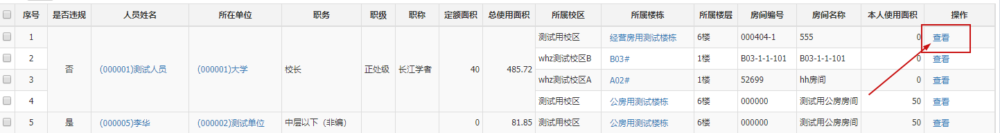 序号 是否违规 人员姓名 所在单位 职务 职级 职称 定额面积 总使用面积 所属校区 所属楼栋 所属楼层 房间编号 房间名称 本人使用面积 操作
1 否 (000001)测试人员 (000001)大学 校长 正处级 长江学者 40 485.72 测试用校区 经营房用测试楼栋 6楼 000404-1 555 0 查看
2 whz测试校区B B03# 1楼 B03-1-1-101 B03-1-1-101 0 查看
3 whz测试校区A A02# 1楼 52699 hh房间 0 查看
4 测试用校区 公房用测试楼栋 6楼 000000 测试用公房房间 50 查看
5 是 (000005)李华 (000002)测试单位 中层以下（非编） 0 81.85 测试用校区 公房用测试楼栋 6楼 000000 测试用公房房间 50 查看